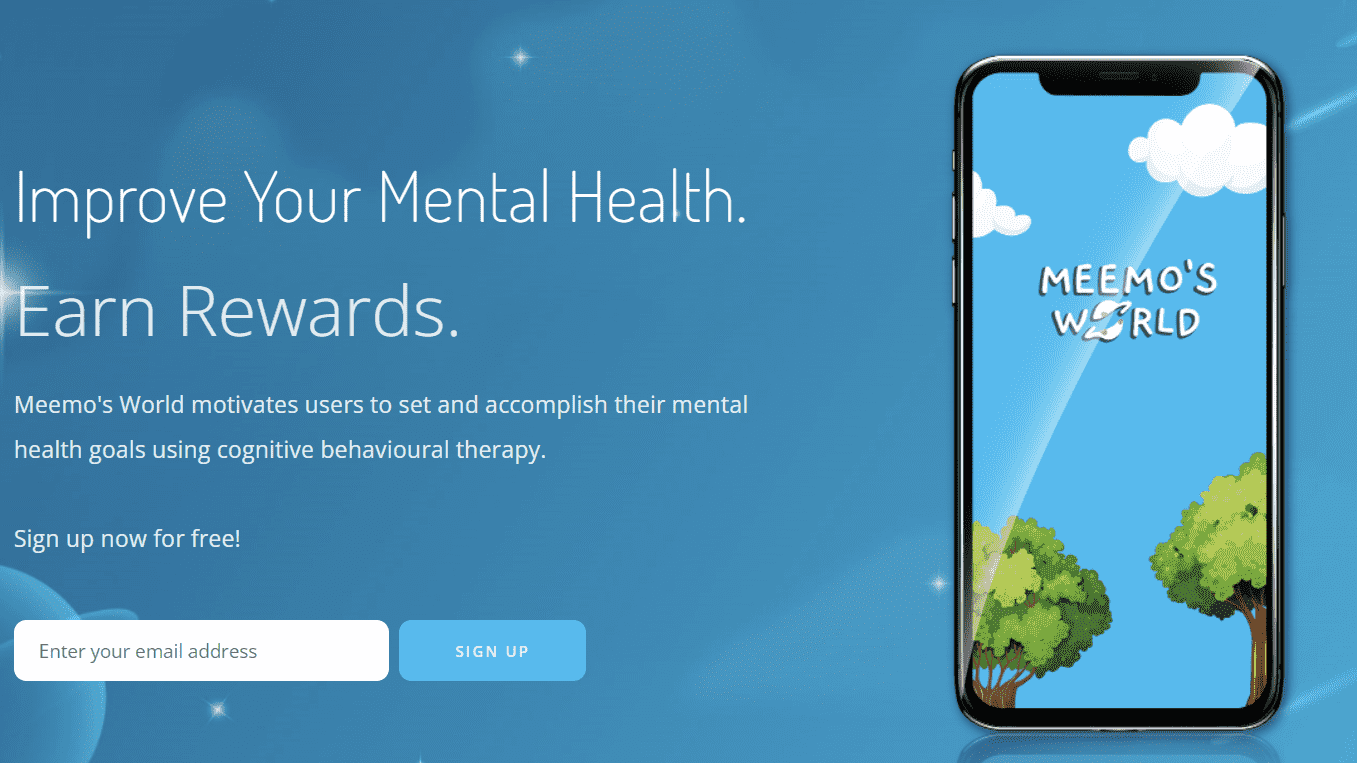 Improve Your Mental Health.
Earn Rewards.
Meemo's World motivates users to set and accomplish their mental
health goals using cognitive behavioural therapy.
Sign up now for free!
Enter your email address
SIGN UP
MEEMO'S
WORLD